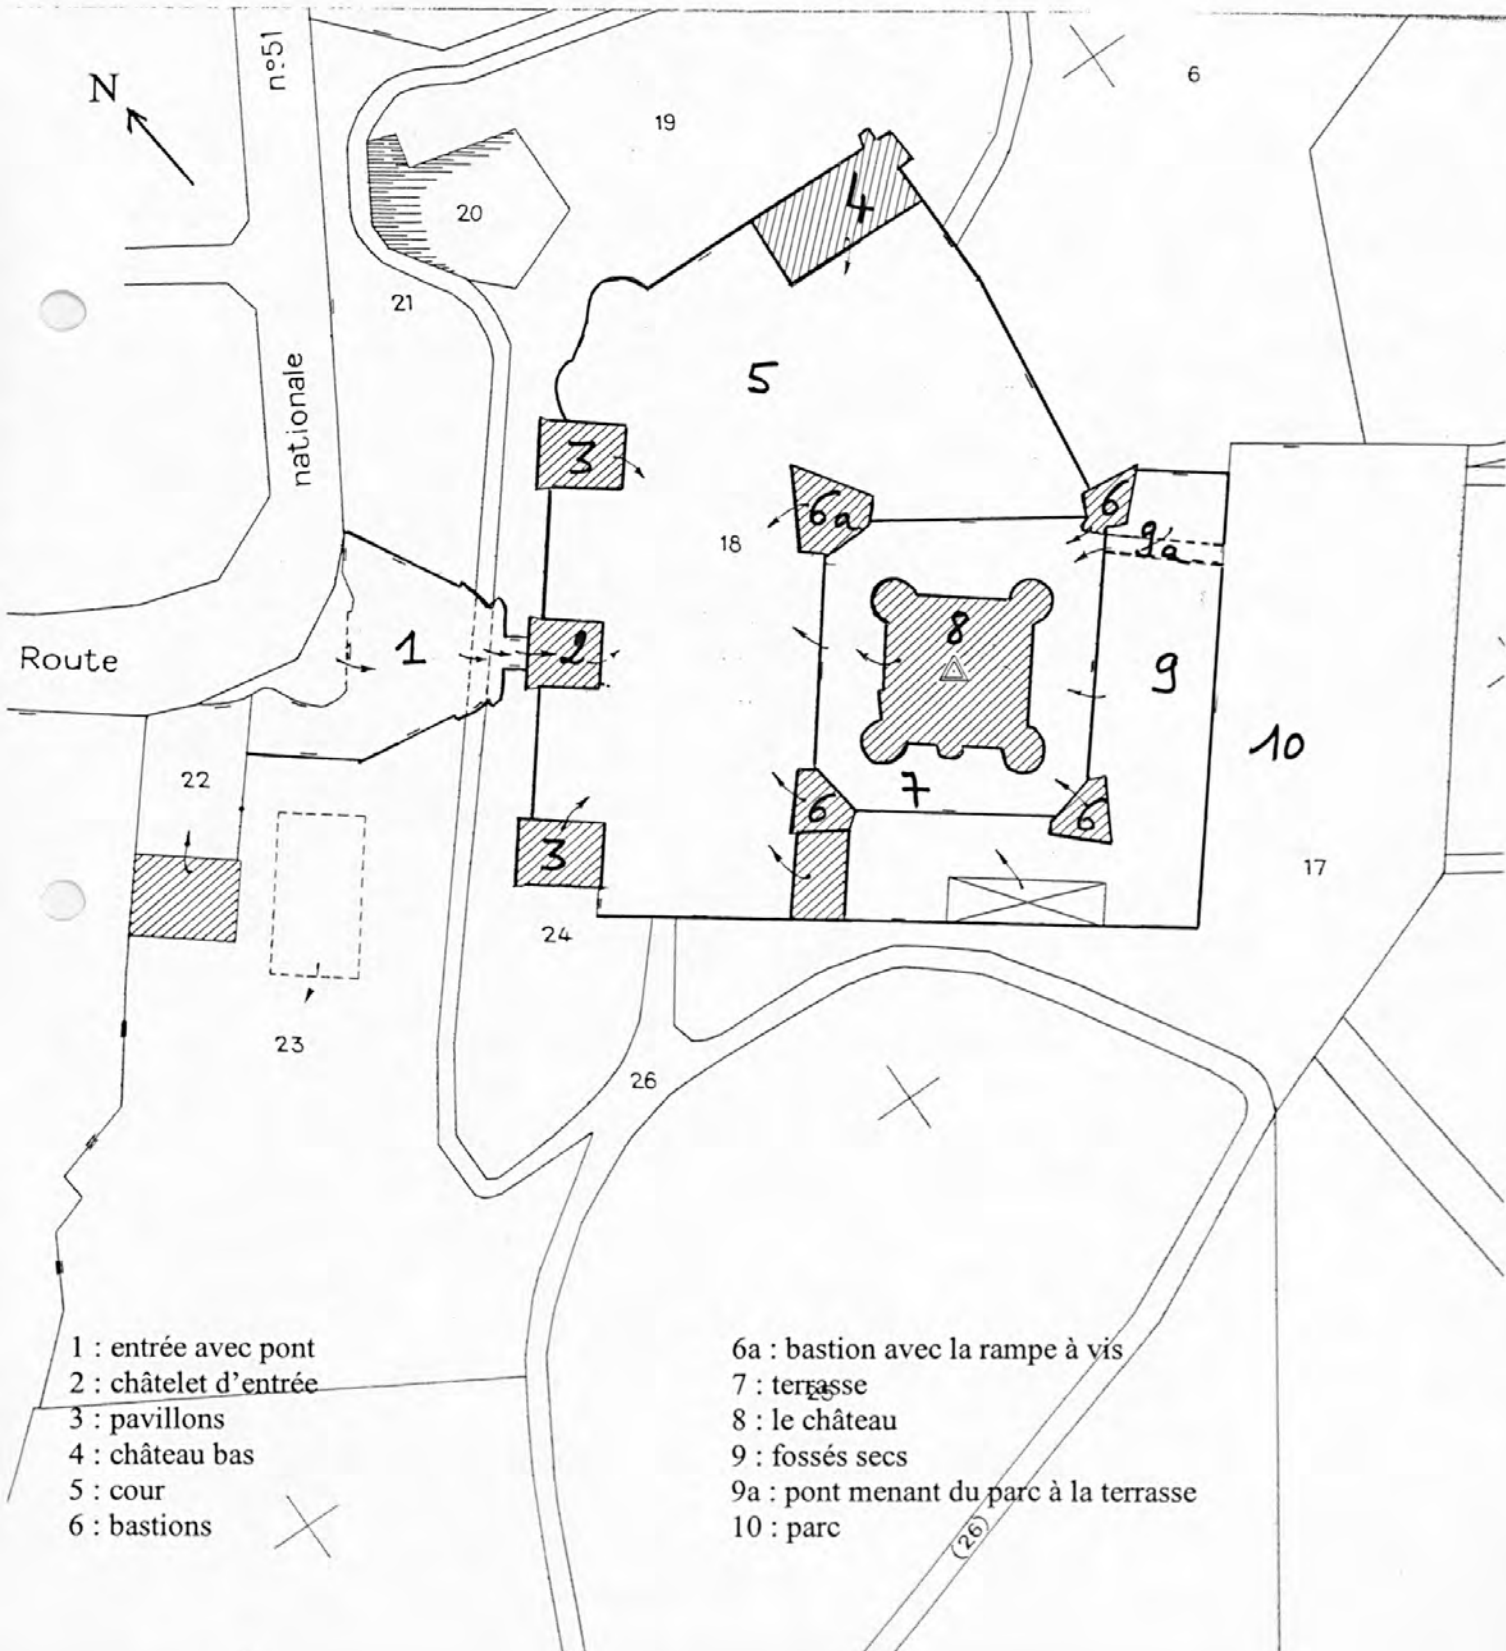 N
n°51
nationale
Route
19
6
20
21
4
5
3
6a
6
18
9a
1
2
8
9
10
22
7
6
6
3
17
24
23
26
25
(26)
1 : entrée avec pont
2 : châtelet d'entrée
3 : pavillons
4 : château bas
5 : cour
6 : bastions
6a : bastion avec la rampe à vis
7 : terrasse
8 : le château
9 : fossés secs
9a : pont menant du parc à la terrasse
10 : parc